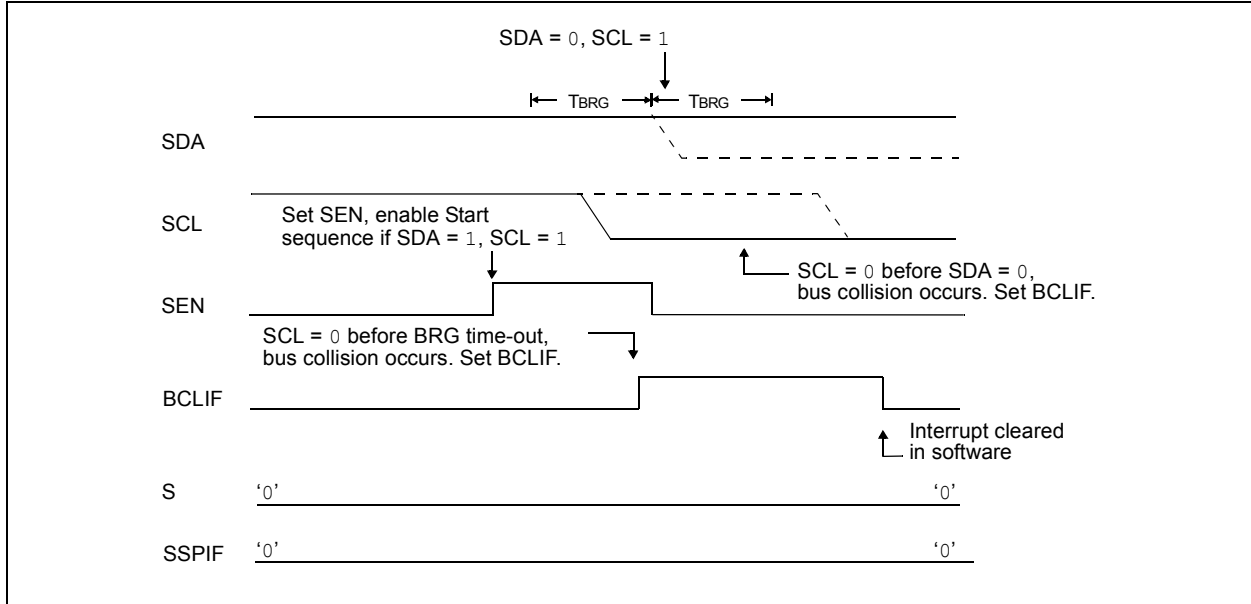 SDA = 0, SCL = 1
TBRG TBRG
SDA
SCL
Set SEN, enable Start
sequence if SDA = 1, SCL = 1
SCL = 0 before SDA = 0,
bus collision occurs. Set BCLIF.
SEN
SCL = 0 before BRG time-out,
bus collision occurs. Set BCLIF.
BCLIF
Interrupt cleared
in software
S ‘0’ ‘0’
SSPIF ‘0’ ‘0’